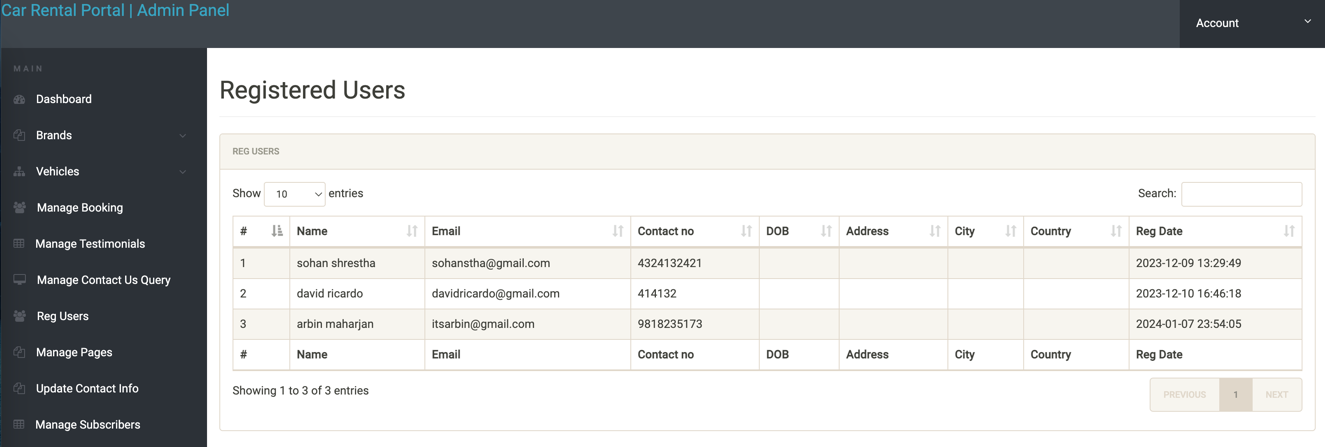 Car Rental Portal | Admin Panel
Account
MAIN
Dashboard
Brands
Vehicles
Manage Booking
Manage Testimonials
Manage Contact Us Query
Reg Users
Manage Pages
Update Contact Info
Manage Subscribers
Registered Users
REG USERS
Show 10 entries
Search:
# Name Email Contact no DOB Address City Country Reg Date
1 sohan shrestha sohanstha@gmail.com 4324132421 2023-12-09 13:29:49
2 david ricardo davidricardo@gmail.com 414132 2023-12-10 16:46:18
3 arbin maharjan itsarbin@gmail.com 9818235173 2024-01-07 23:54:05
# Name Email Contact no DOB Address City Country Reg Date
Showing 1 to 3 of 3 entries
PREVIOUS 1 NEXT